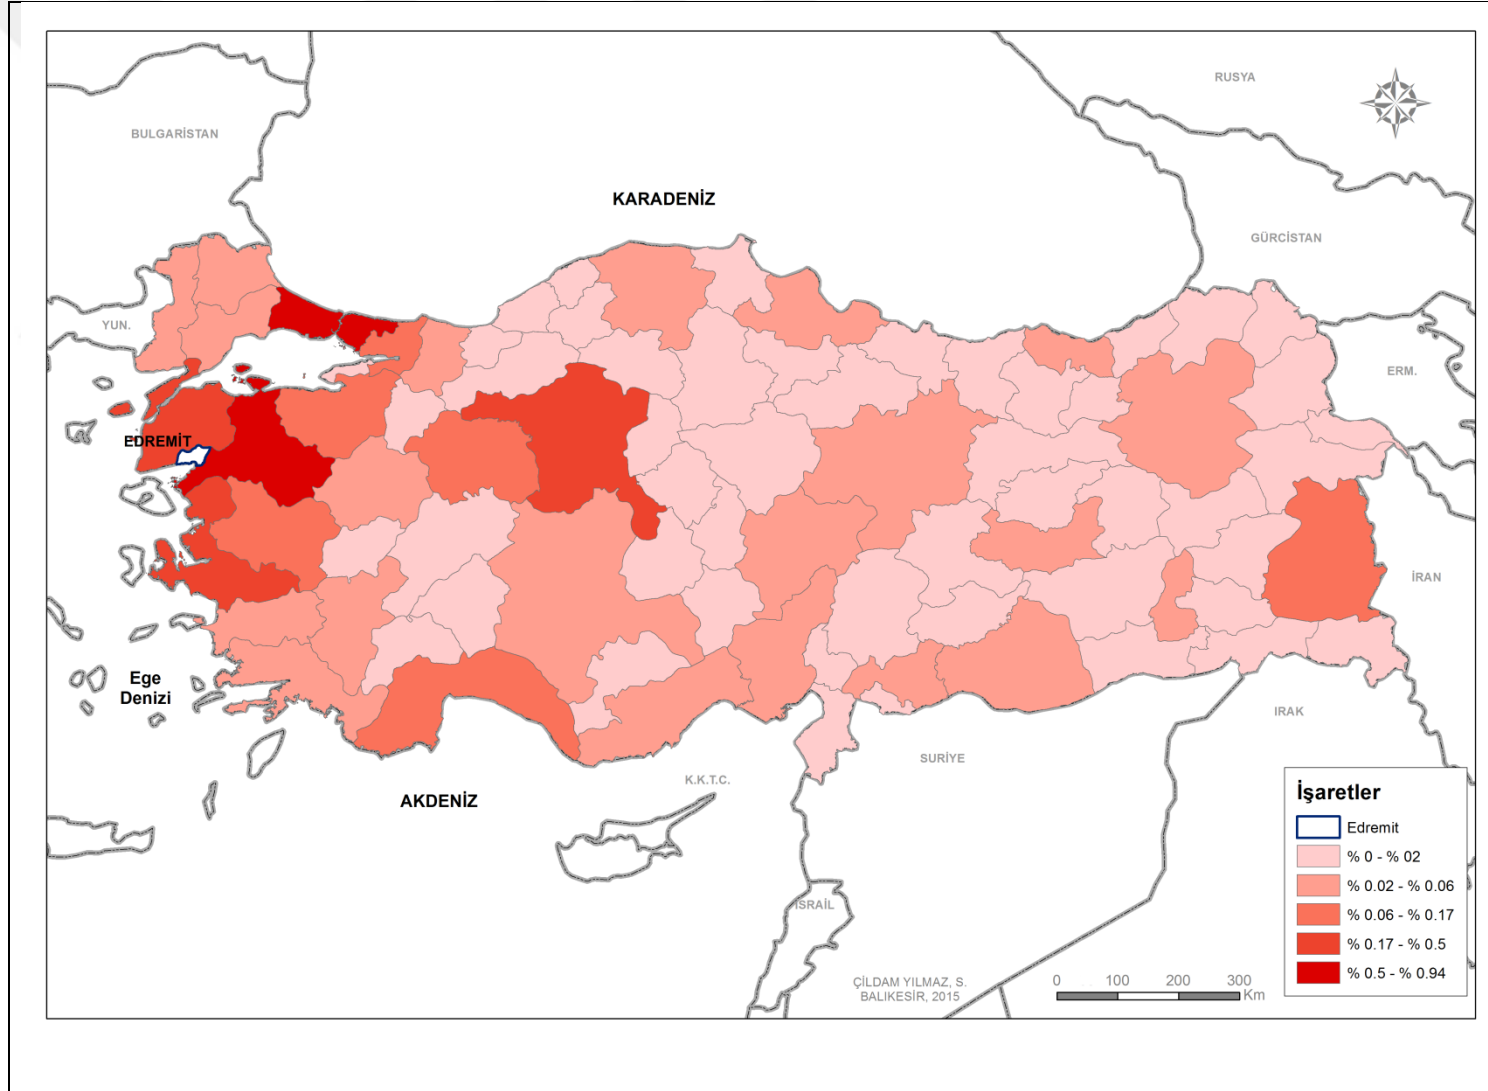 RUSYA
BULGARİSTAN
KARADENİZ
GÜRCİSTAN
YUN.
ERM.
EDREMİT
İRAN
Ege
Denizi
IRAK
SURİYE
K.K.T.C.
AKDENİZ
İSRAİL
ÇİLDAM YILMAZ, S.
BALIKESİR, 2015
0 100 200 300
Km
İşaretler
Edremit
% 0 - % 02
% 0.02 - % 0.06
% 0.06 - % 0.17
% 0.17 - % 0.5
% 0.5 - % 0.94